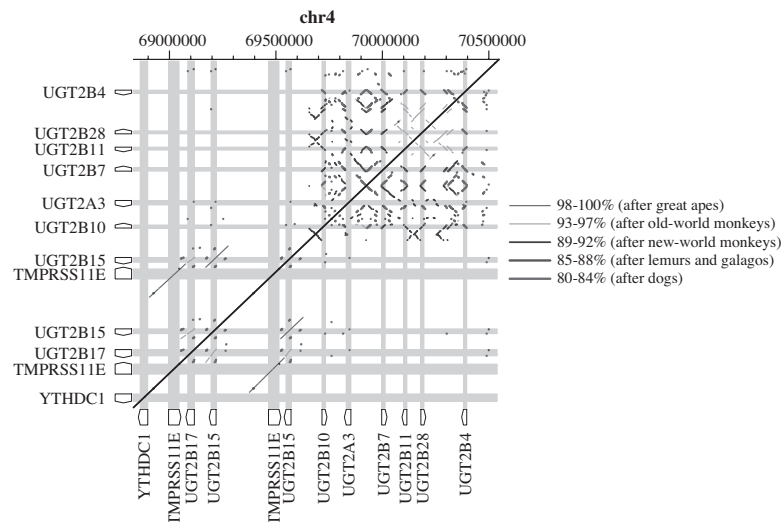 chr4
69000000 69500000 70000000 70500000
UGT2B4
UGT2B28
UGT2B11
UGT2B7
UGT2A3
UGT2B10
UGT2B15
TMPRSS11E
UGT2B15
UGT2B17
TMPRSS11E
YTHDC1
98-100% (after great apes)
93-97% (after old-world monkeys)
89-92% (after new-world monkeys)
85-88% (after lemurs and galagos)
80-84% (after dogs)
YTHDC1
TMPRSS11E
UGT2B17
UGT2B15
TMPRSS11E
UGT2B15
UGT2B10
UGT2A3
UGT2B7
UGT2B11
UGT2B28
UGT2B4